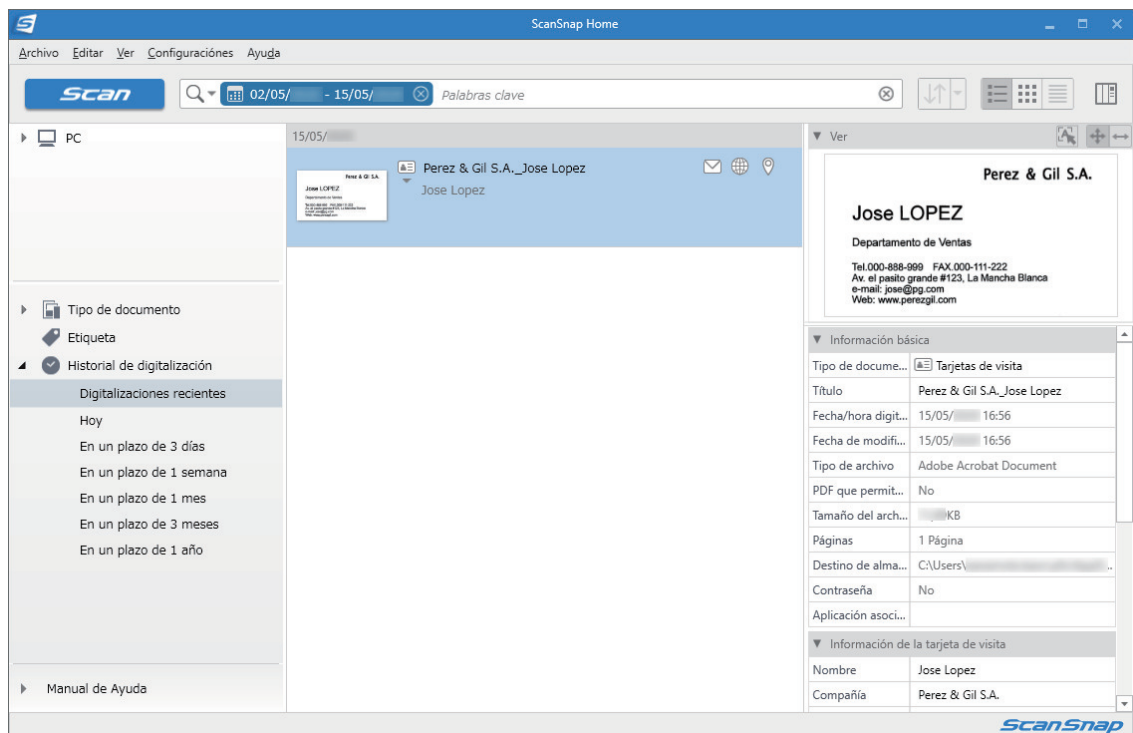 ScanSnap Home
Archivo Editar Ver Configuraciónes Ayuda
Scan
02/05/ - 15/05/
Palabras clave
PC
Tipo de documento
Etiqueta
Historial de digitalización
Digitalizaciones recientes
Hoy
En un plazo de 3 días
En un plazo de 1 semana
En un plazo de 1 mes
En un plazo de 3 meses
En un plazo de 1 año
Manual de Ayuda
15/05/
Perez & Gil S.A.
Jose LOPEZ
Perez & Gil S.A._Jose Lopez
Jose Lopez
Ver
Perez & Gil S.A.
Jose LOPEZ
Departamento de Ventas
Tel.000-888-999 FAX.000-111-222
Av. el pasito grande #123, La Mancha Blanca
e-mail: jose@pg.com
Web: www.perezgil.com
Información básica
Tipo de docume... Tarjetas de visita
Título Perez & Gil S.A._Jose Lopez
Fecha/hora digit... 15/05/ 16:56
Fecha de modifi... 15/05/ 16:56
Tipo de archivo Adobe Acrobat Document
PDF que permit... No
Tamaño del arch... KB
Páginas 1 Página
Destino de alma... C:\Users\ ..
Contraseña No
Aplicación asoci...
Información de la tarjeta de visita
Nombre Jose Lopez
Compañía Perez & Gil S.A.
ScanSnap